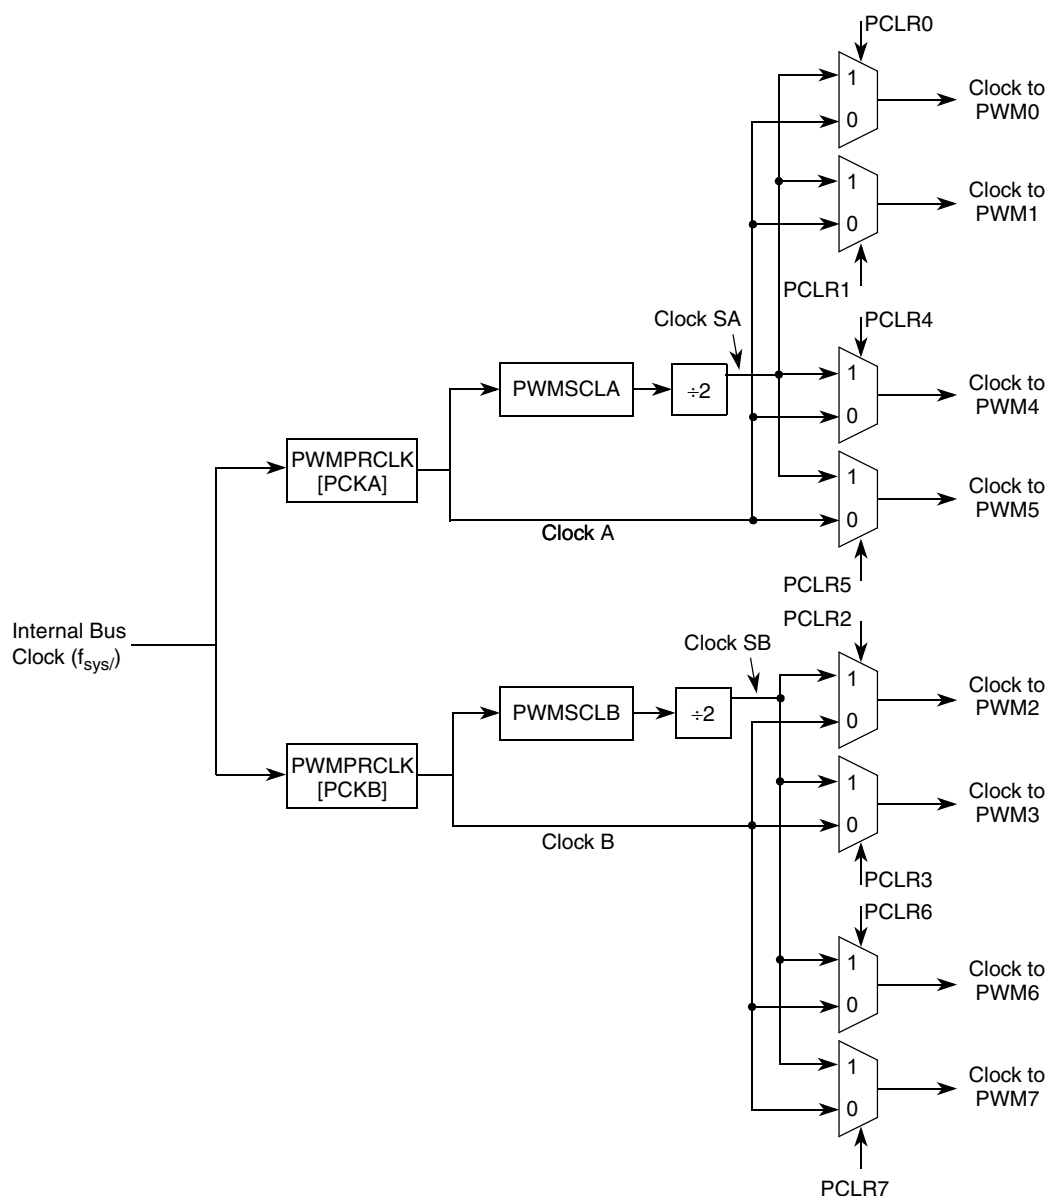 PCLR0
1
0
Clock to
PWM0
1
0
Clock to
PWM1
PCLR1
Clock SA
PCLR4
PWMSCLA
÷2
1
0
Clock to
PWM4
PWMPRCLK
[PCKA]
1
0
Clock to
PWM5
Clock A
PCLR5
Internal Bus
Clock (fsys/)
PCLR2
Clock SB
PWMSCLB
÷2
1
0
Clock to
PWM2
PWMPRCLK
[PCKB]
1
0
Clock to
PWM3
Clock B
PCLR3
PCLR6
1
0
Clock to
PWM6
1
0
Clock to
PWM7
PCLR7